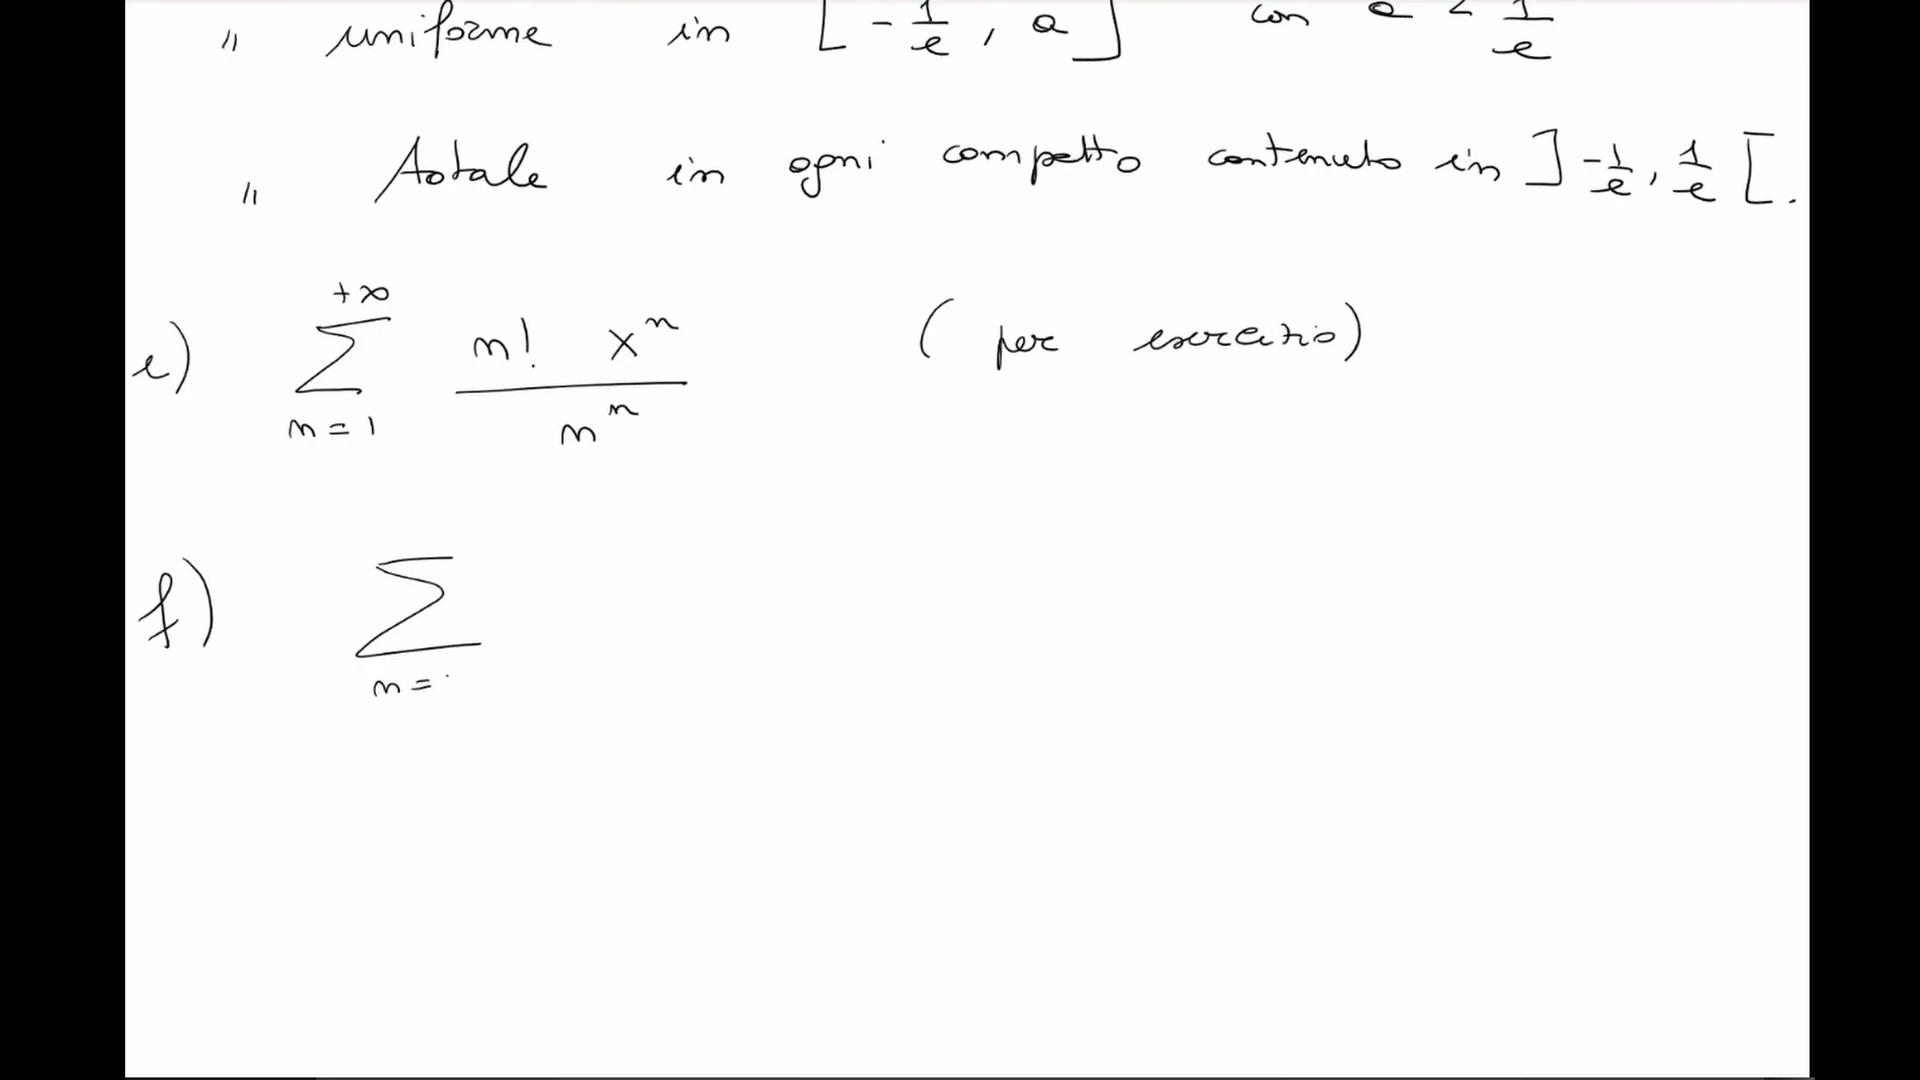 " uniforme in [ - 1/e , a ] con a < 1/e
" totale in ogni compatto contenuto in ] - 1/e , 1/e [ .
e) ∑_{n=1}^{+∞} n! x^n / n^n (per esercizio)
f) ∑_{n=